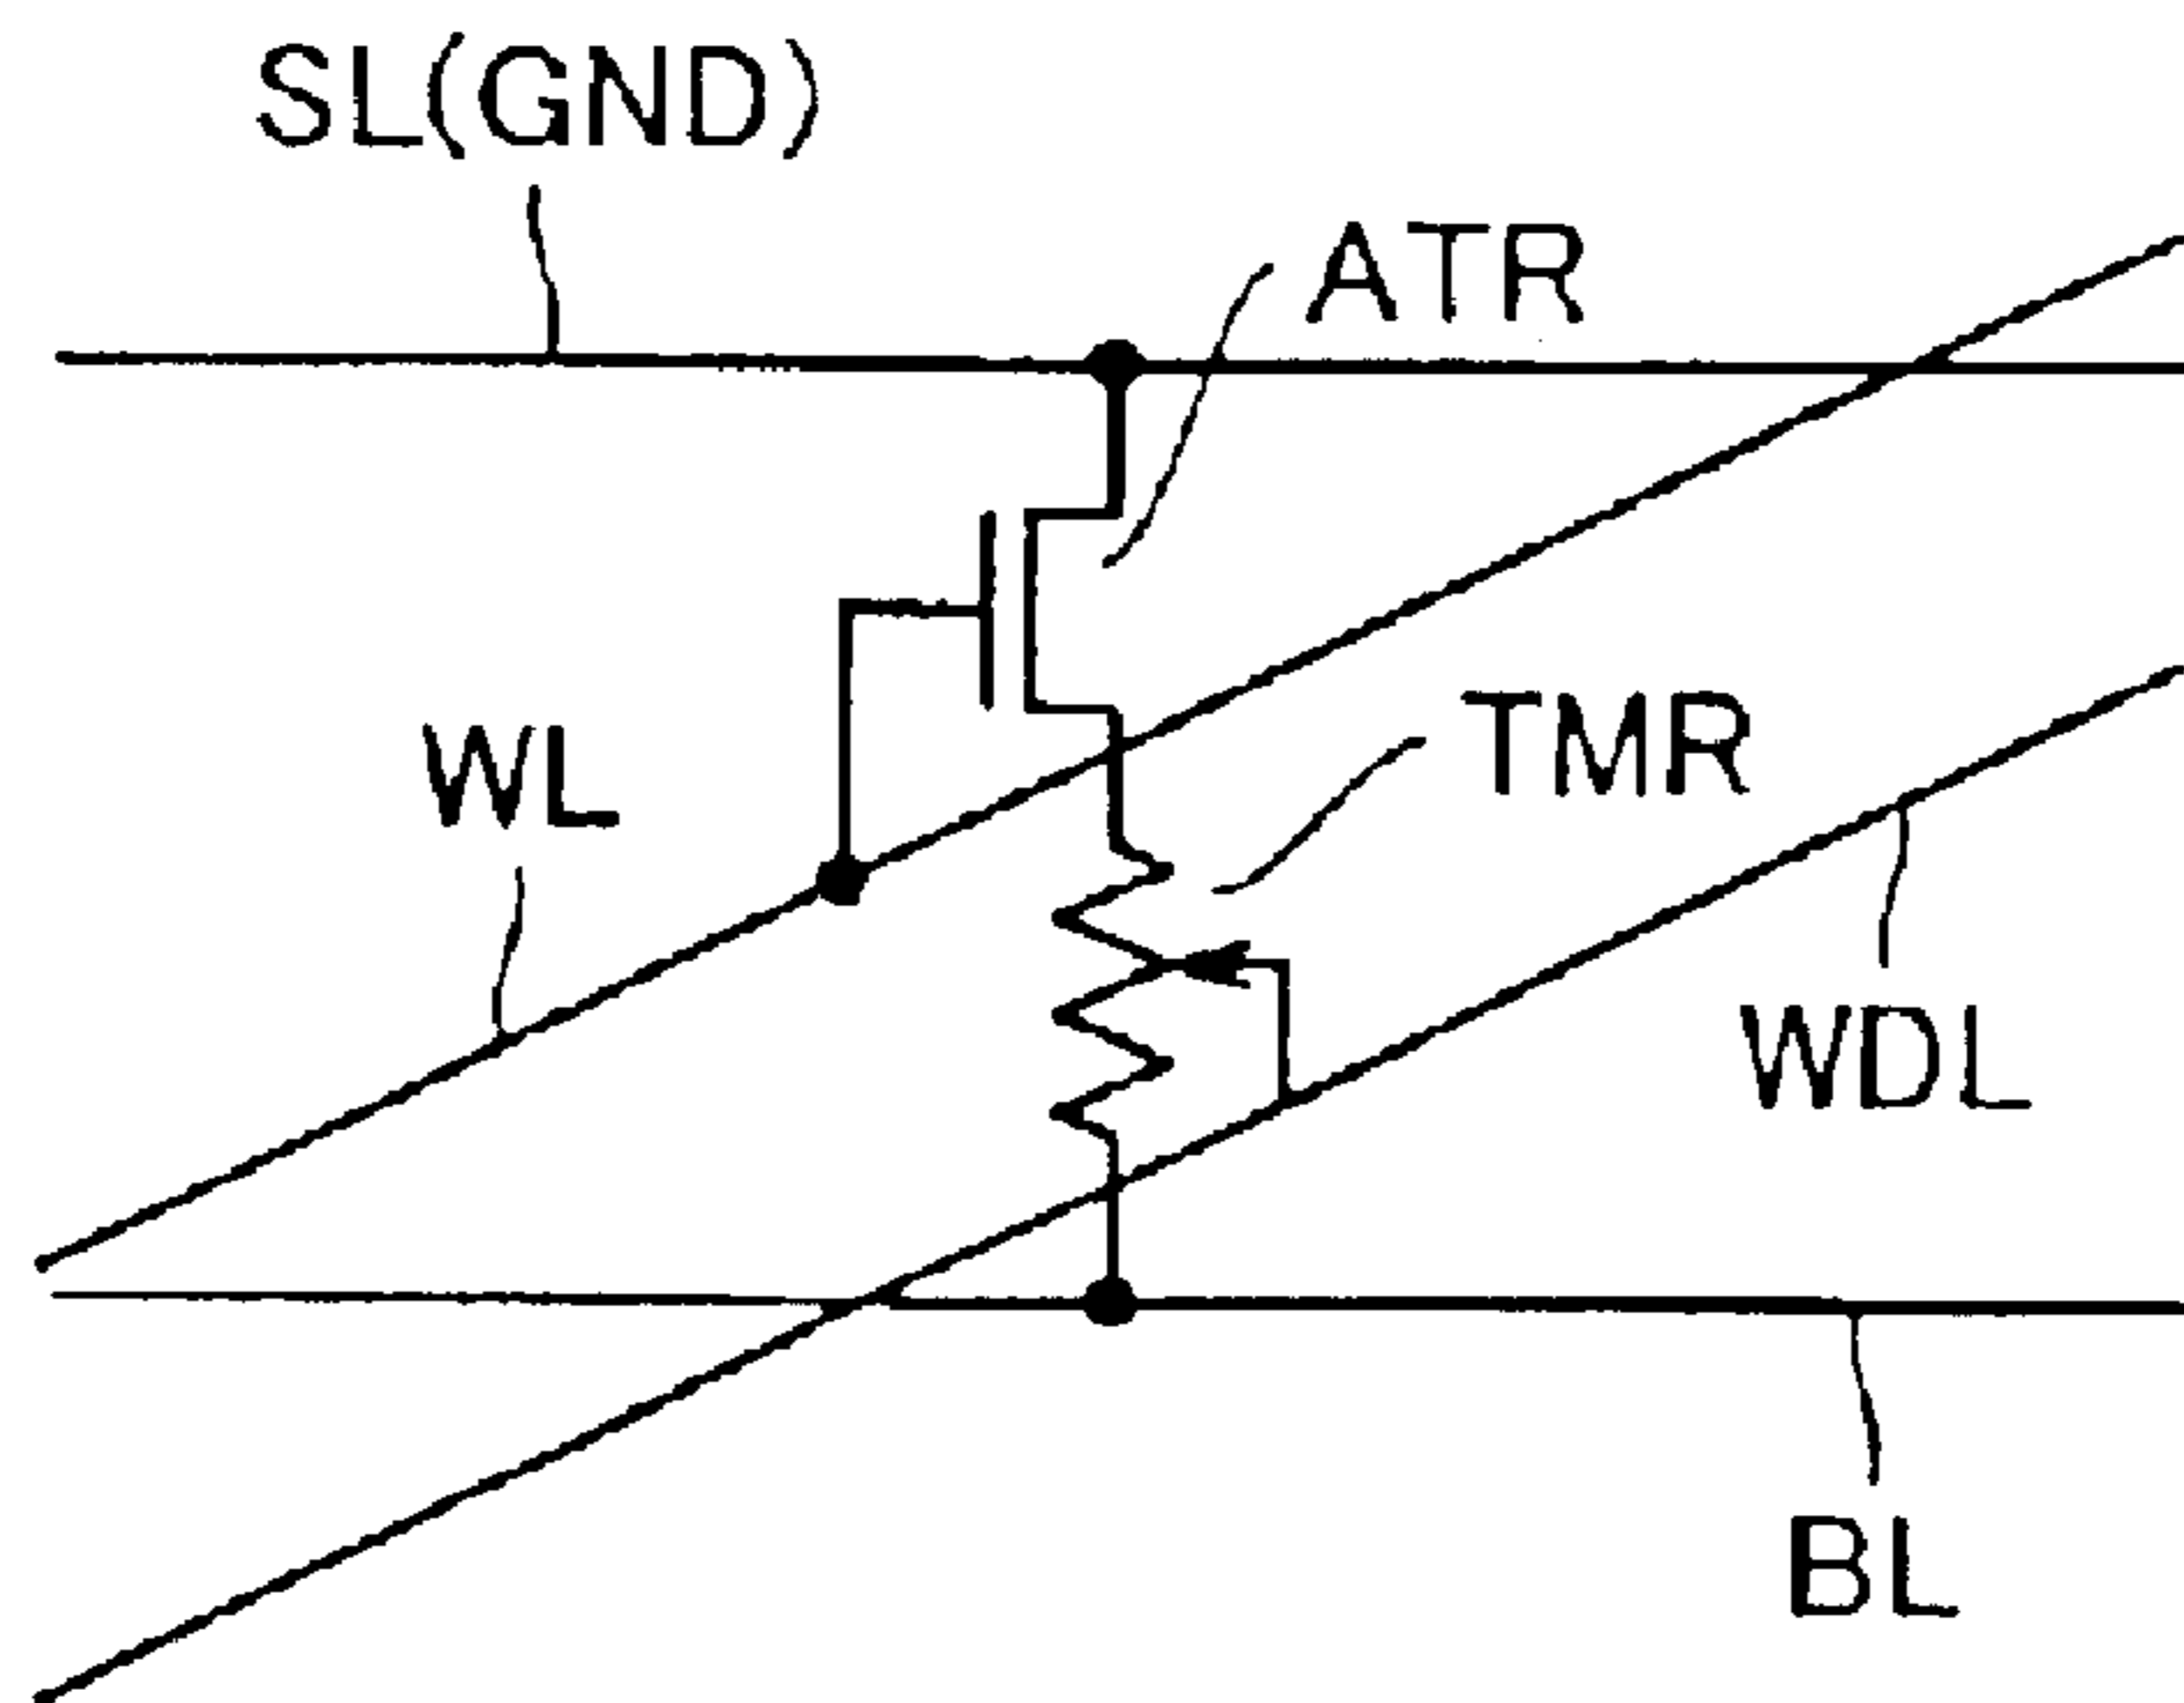 SL(GND)
ATR
WL
TMR
WDL
BL